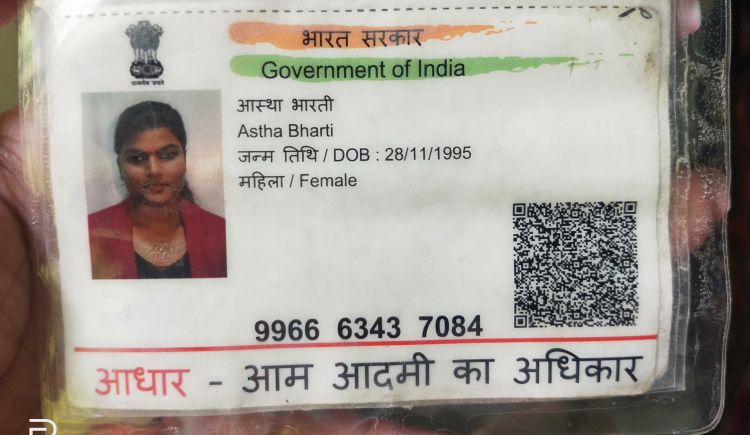 भारत सरकार
Government of India
सत्यमेव जयते
आस्था भारती
Astha Bharti
जन्म तिथि / DOB : 28/11/1995
महिला / Female
9966 6343 7084
आधार - आम आदमी का अधिकार